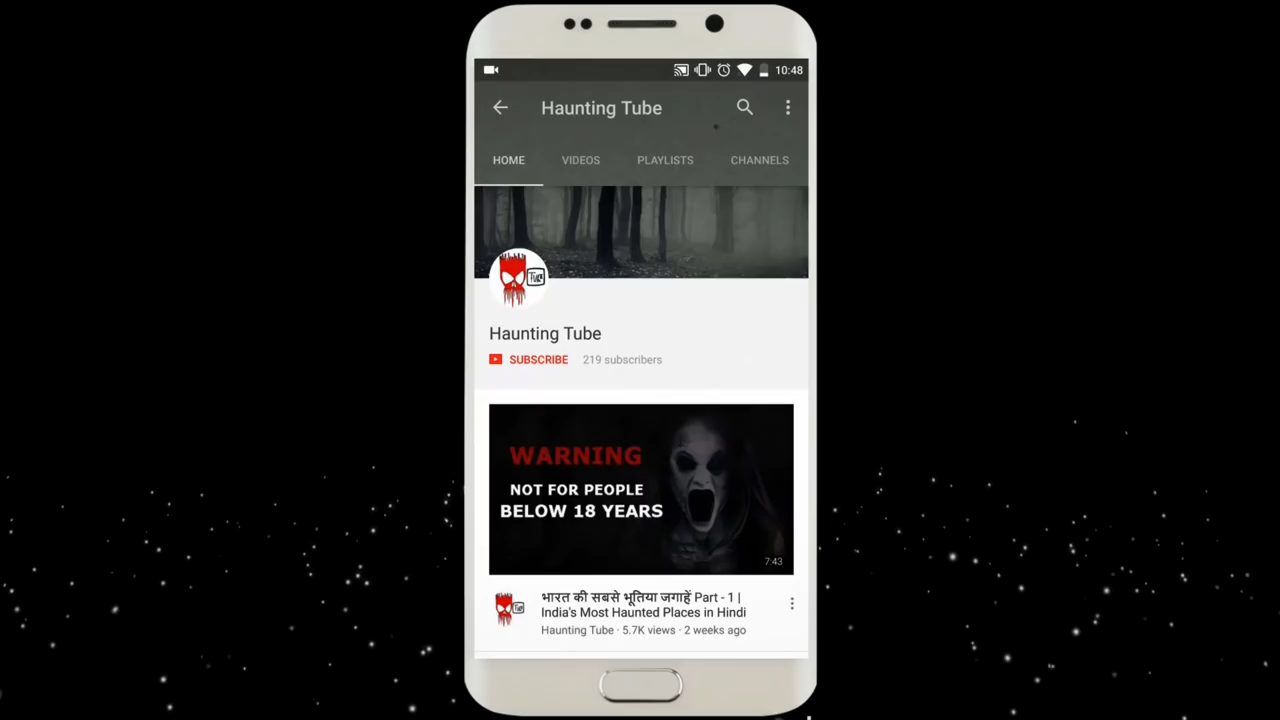 10:48
Haunting Tube
HOME VIDEOS PLAYLISTS CHANNELS
Tube
Haunting Tube
SUBSCRIBE 219 subscribers
WARNING
NOT FOR PEOPLE
BELOW 18 YEARS
7:43
भारत की सबसे भूतिया जगाहें Part - 1 |
India's Most Haunted Places in Hindi
Haunting Tube · 5.7K views · 2 weeks ago